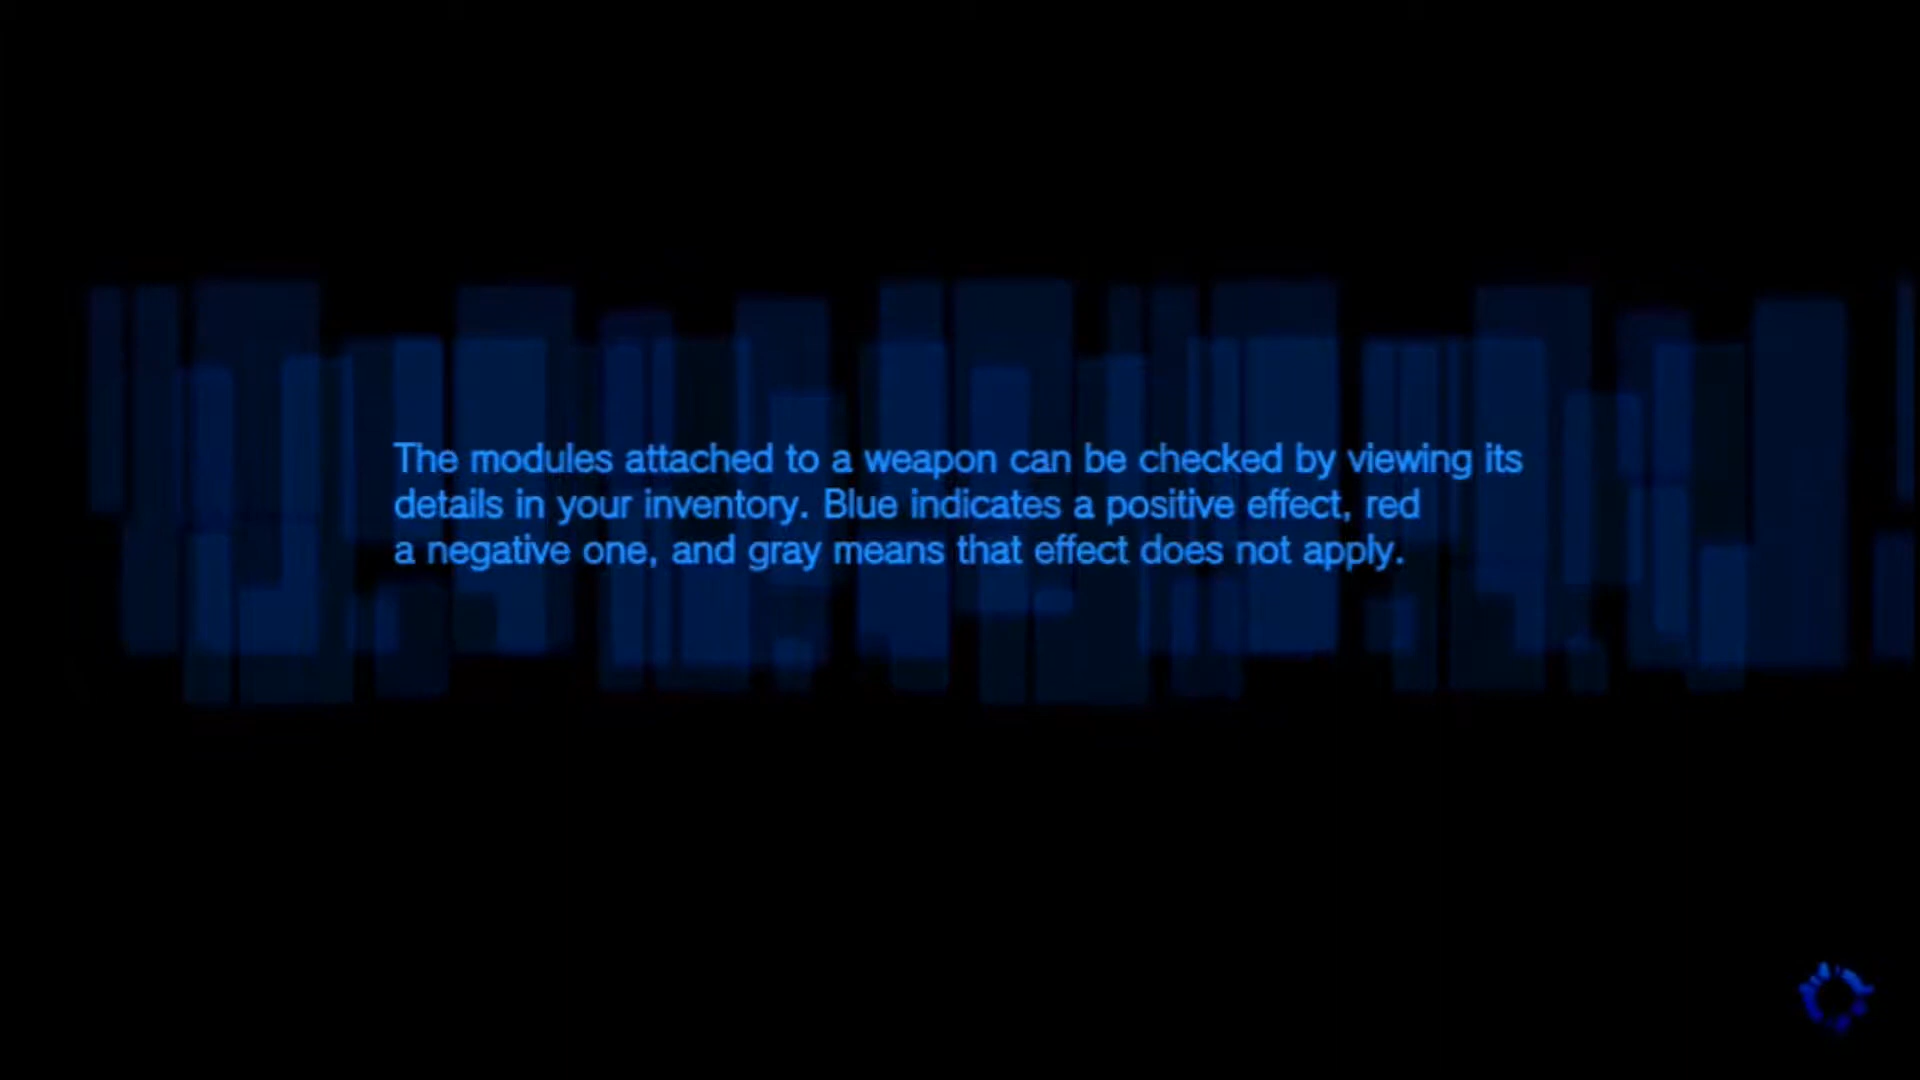 The modules attached to a weapon can be checked by viewing its
details in your inventory. Blue indicates a positive effect, red
a negative one, and gray means that effect does not apply.